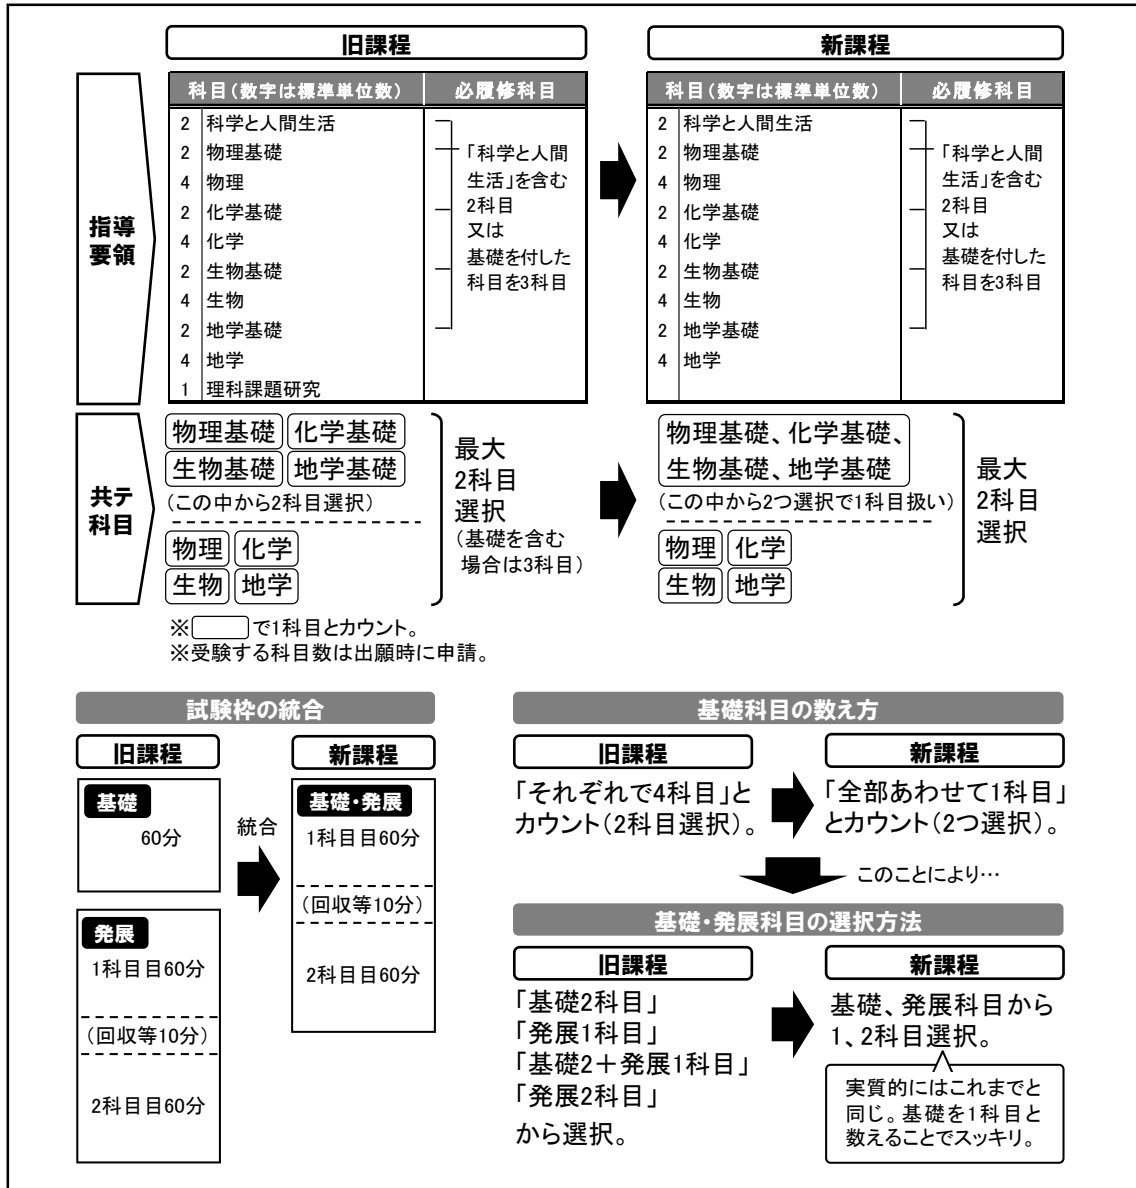 旧課程
新課程
指導
要領
科目(数字は標準単位数) 必履修科目
2 科学と人間生活
2 物理基礎
4 物理
2 化学基礎
4 化学
2 生物基礎
4 生物
2 地学基礎
4 地学
1 理科課題研究
「科学と人間
生活」を含む
2科目
又は
基礎を付した
科目を3科目
科目(数字は標準単位数) 必履修科目
2 科学と人間生活
2 物理基礎
4 物理
2 化学基礎
4 化学
2 生物基礎
4 生物
2 地学基礎
4 地学
「科学と人間
生活」を含む
2科目
又は
基礎を付した
科目を3科目
共テ
科目
物理基礎 化学基礎
生物基礎 地学基礎
(この中から2科目選択)
物理 化学
生物 地学
最大
2科目
選択
(基礎を含む
場合は3科目)
物理基礎、化学基礎、
生物基礎、地学基礎
(この中から2つ選択で1科目扱い)
物理 化学
生物 地学
最大
2科目
選択
※ で1科目とカウント。
※受験する科目数は出願時に申請。
試験枠の統合
旧課程
基礎
60分
発展
1科目目60分
(回収等10分)
2科目目60分
統合
新課程
基礎・発展
1科目目60分
(回収等10分)
2科目目60分
基礎科目の数え方
旧課程
「それぞれで4科目」と
カウント(2科目選択)。
新課程
「全部あわせて1科目」
とカウント(2つ選択)。
このことにより…
基礎・発展科目の選択方法
旧課程
「基礎2科目」
「発展1科目」
「基礎2＋発展1科目」
「発展2科目」
から選択。
新課程
基礎、発展科目から
1、2科目選択。
実質的にはこれまでと
同じ。基礎を1科目と
数えることでスッキリ。